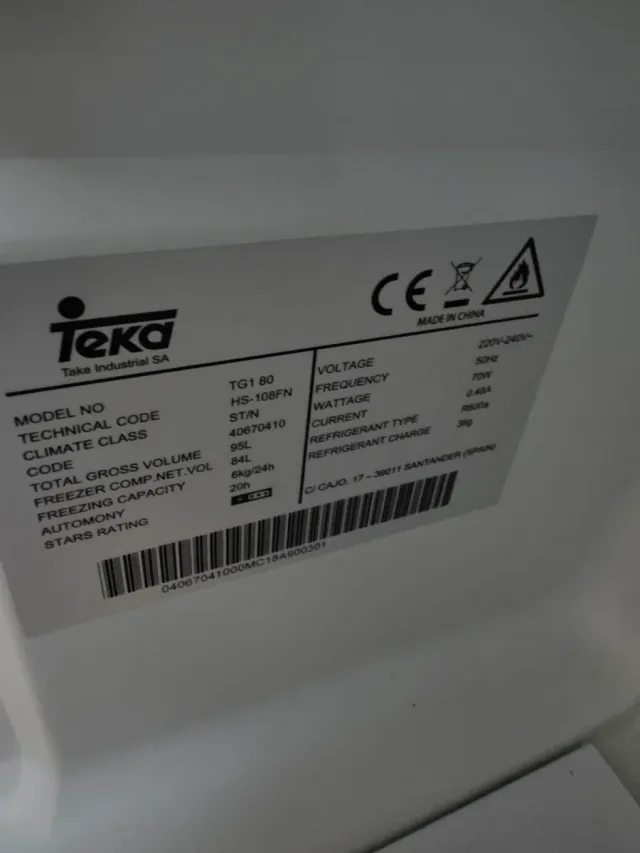 Teka
Take Industrial SA
CE
MADE IN CHINA
MODEL NO TG1 80
TECHNICAL CODE HS-108FN
CLIMATE CLASS ST/N
CODE 40670410
TOTAL GROSS VOLUME 95L
FREEZER COMP.NET.VOL 84L
FREEZING CAPACITY 6kg/24h
AUTOMONY 20h
STARS RATING
VOLTAGE 220V-240V~
FREQUENCY 50Hz
WATTAGE 70W
CURRENT 0.48A
REFRIGERANT TYPE R600a
REFRIGERANT CHARGE 38g
C/ CAJO, 17 – 39011 SANTANDER (SPAIN)
04067041000MC18A900301